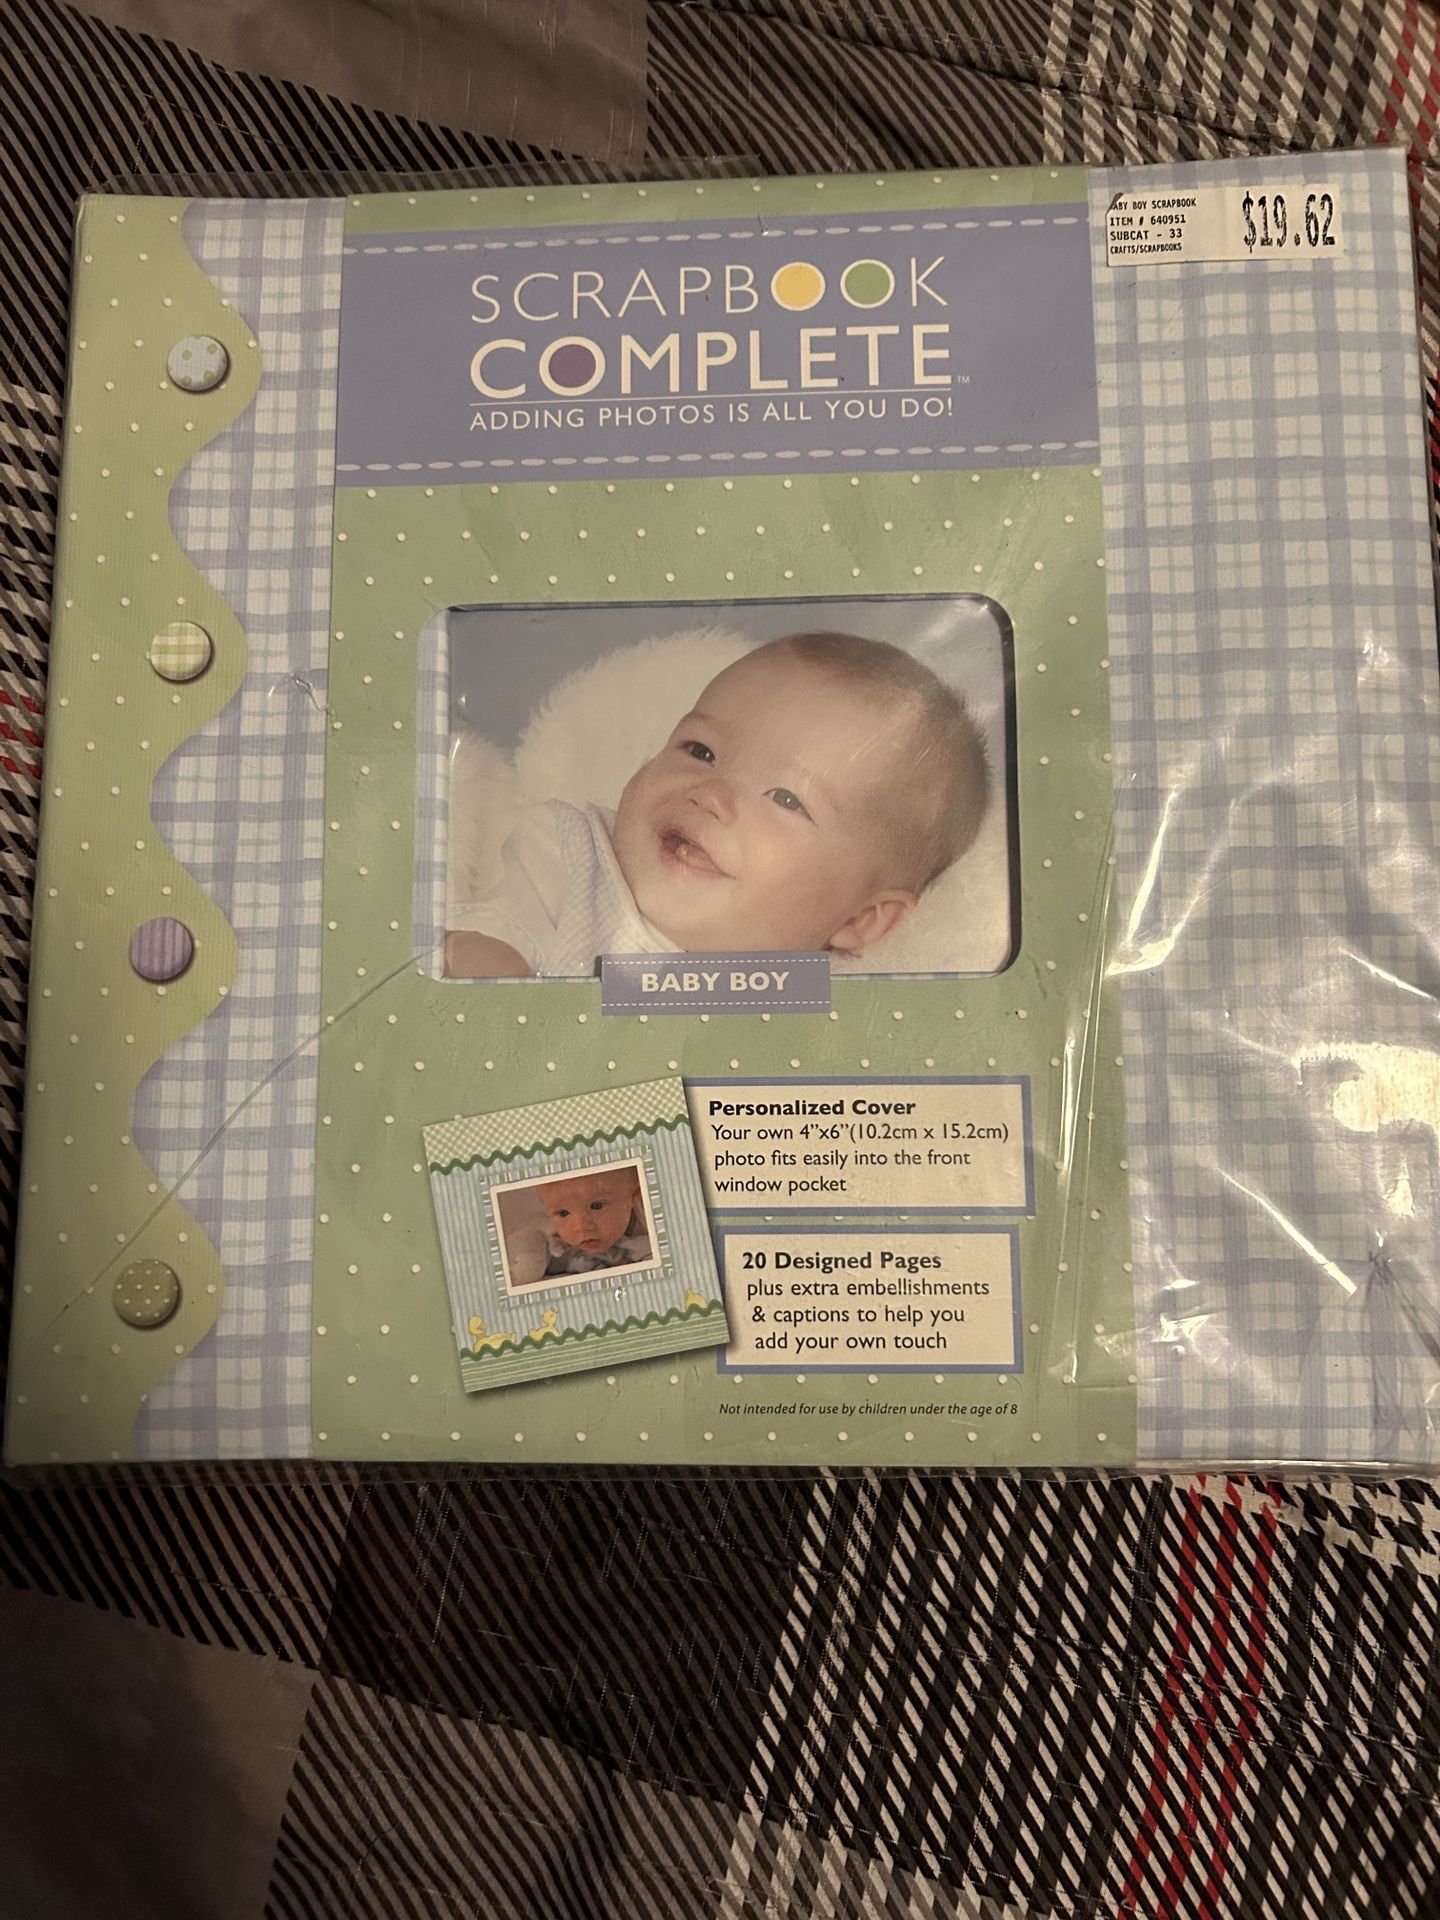 BABY BOY SCRAPBOOK
ITEM # 640951
SUBCAT - 33
CRAFTS/SCRAPBOOKS
$19.62
SCRAPBOOK
COMPLETE™
ADDING PHOTOS IS ALL YOU DO!
BABY BOY
Personalized Cover
Your own 4”x6”(10.2cm x 15.2cm)
photo fits easily into the front
window pocket
20 Designed Pages
plus extra embellishments
& captions to help you
add your own touch
Not intended for use by children under the age of 8